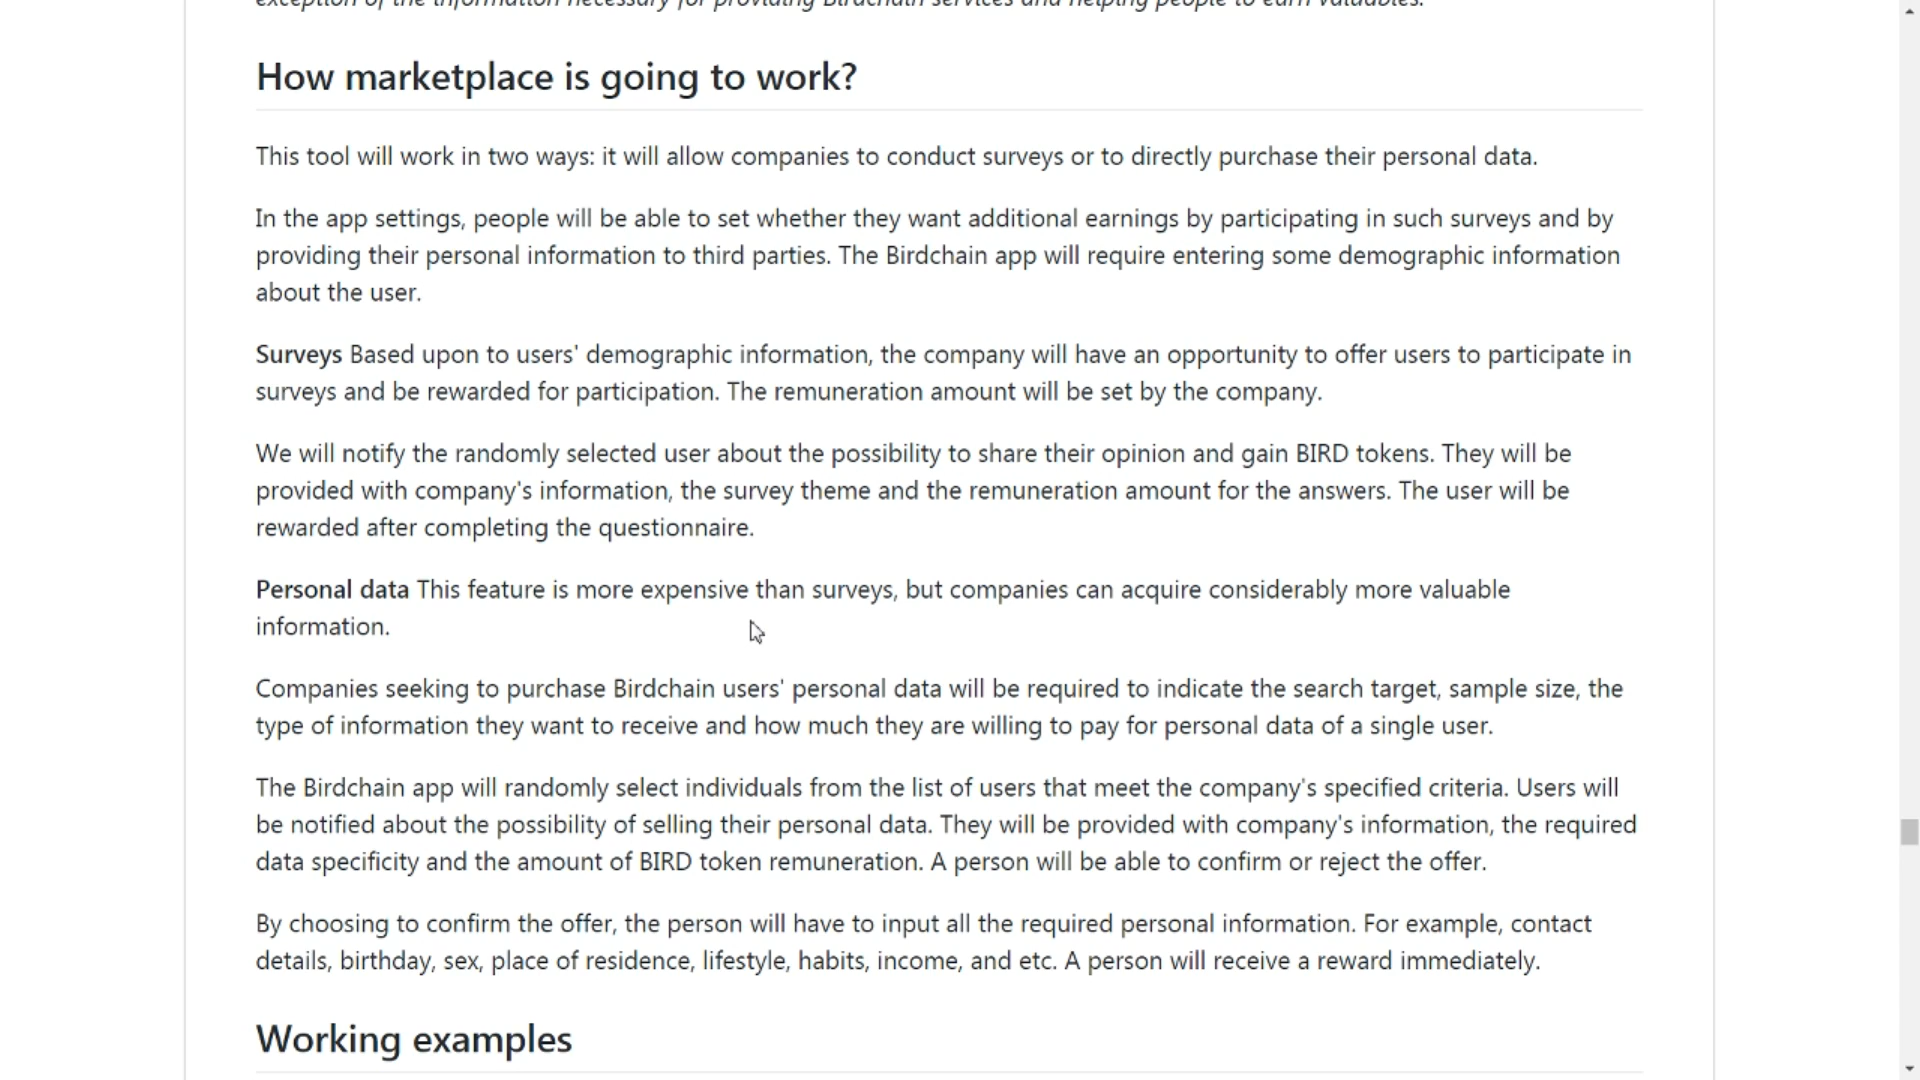 exception of the information necessary for providing Birdchain services and helping people to earn valuables.
How marketplace is going to work?
This tool will work in two ways: it will allow companies to conduct surveys or to directly purchase their personal data.
In the app settings, people will be able to set whether they want additional earnings by participating in such surveys and by
providing their personal information to third parties. The Birdchain app will require entering some demographic information
about the user.
Surveys Based upon to users' demographic information, the company will have an opportunity to offer users to participate in
surveys and be rewarded for participation. The remuneration amount will be set by the company.
We will notify the randomly selected user about the possibility to share their opinion and gain BIRD tokens. They will be
provided with company's information, the survey theme and the remuneration amount for the answers. The user will be
rewarded after completing the questionnaire.
Personal data This feature is more expensive than surveys, but companies can acquire considerably more valuable
information.
Companies seeking to purchase Birdchain users' personal data will be required to indicate the search target, sample size, the
type of information they want to receive and how much they are willing to pay for personal data of a single user.
The Birdchain app will randomly select individuals from the list of users that meet the company's specified criteria. Users will
be notified about the possibility of selling their personal data. They will be provided with company's information, the required
data specificity and the amount of BIRD token remuneration. A person will be able to confirm or reject the offer.
By choosing to confirm the offer, the person will have to input all the required personal information. For example, contact
details, birthday, sex, place of residence, lifestyle, habits, income, and etc. A person will receive a reward immediately.
Working examples